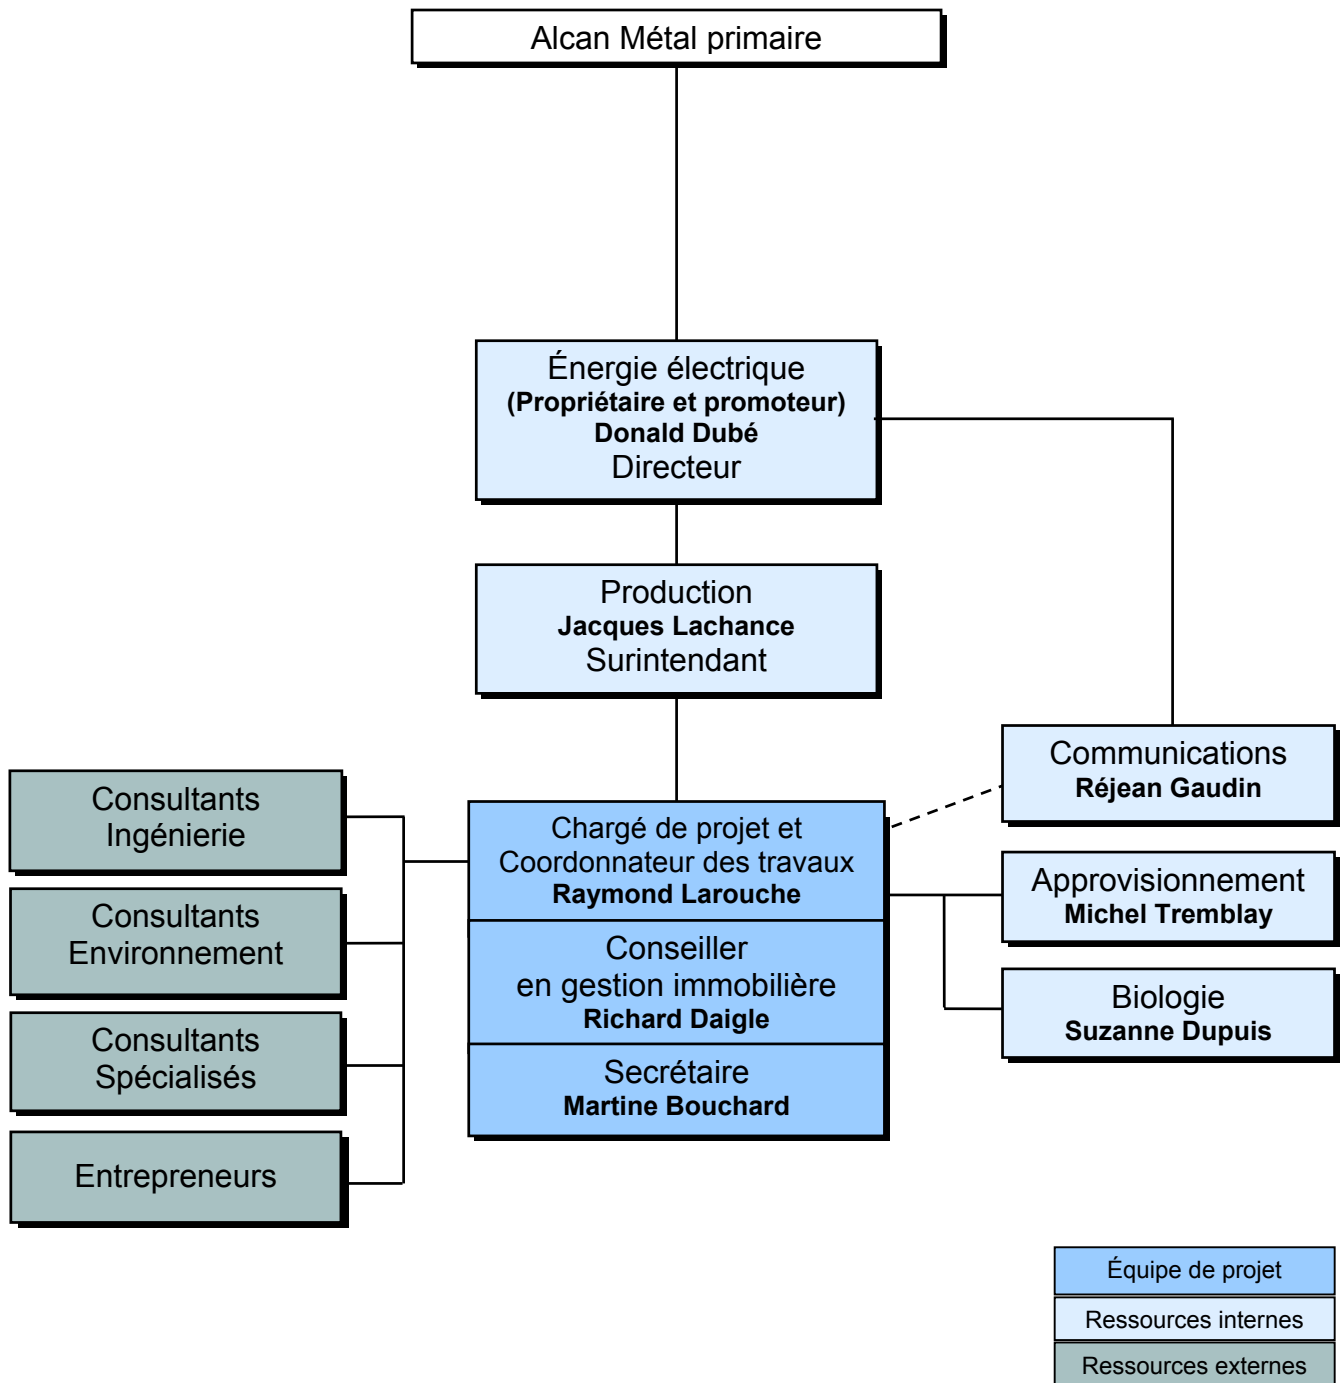 Alcan Métal primaire
Énergie électrique
(Propriétaire et promoteur)
Donald Dubé
Directeur
Production
Jacques Lachance
Surintendant
Communications
Réjean Gaudin
Consultants
Ingénierie
Chargé de projet et
Coordonnateur des travaux
Raymond Larouche
Approvisionnement
Michel Tremblay
Consultants
Environnement
Conseiller
en gestion immobilière
Richard Daigle
Biologie
Suzanne Dupuis
Consultants
Spécialisés
Secrétaire
Martine Bouchard
Entrepreneurs
Équipe de projet
Ressources internes
Ressources externes